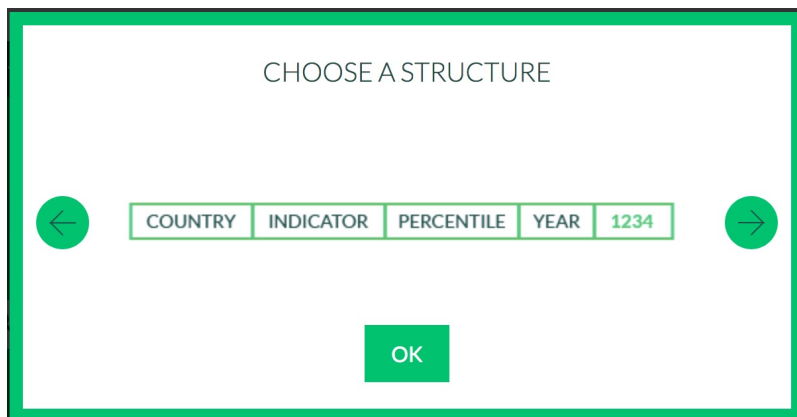 CHOOSE A STRUCTURE
COUNTRY INDICATOR PERCENTILE YEAR 1234
OK